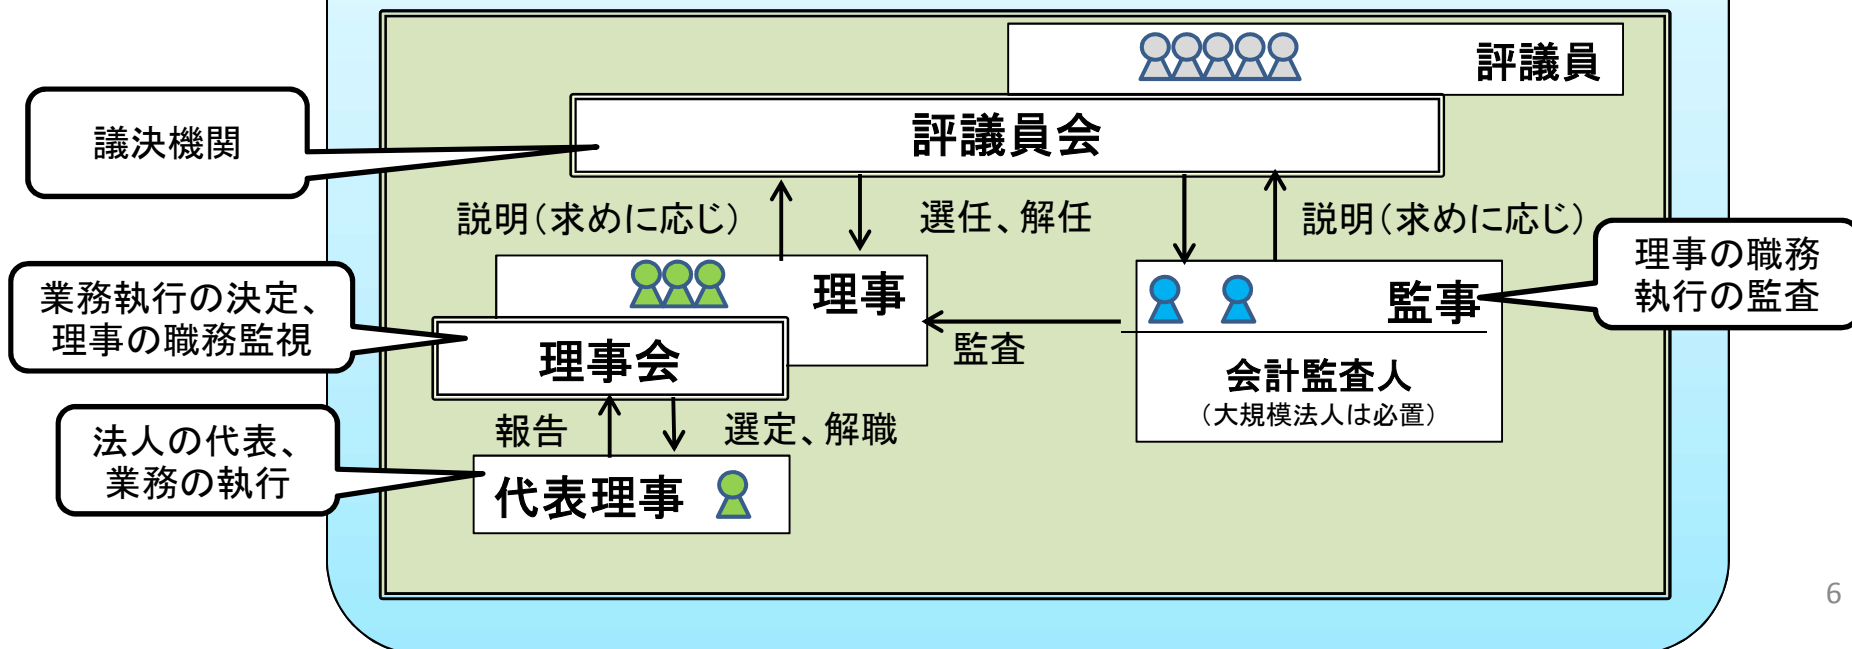 評議員
評議員会
議決機関
説明(求めに応じ)
選任、解任
説明(求めに応じ)
理事の職務
執行の監査
理事
監事
業務執行の決定、
理事の職務監視
監査
理事会
会計監査人
(大規模法人は必置)
報告
選定、解職
法人の代表、
業務の執行
代表理事
6